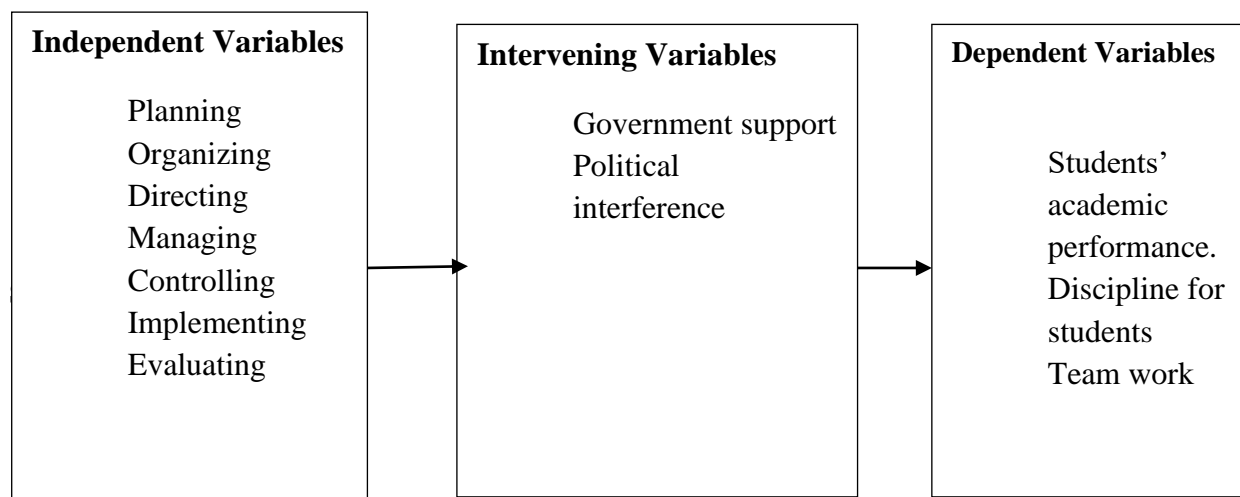 Independent Variables
Planning
Organizing
Directing
Managing
Controlling
Implementing
Evaluating
Intervening Variables
Government support
Political
interference
Dependent Variables
Students’
academic
performance.
Discipline for
students
Team work